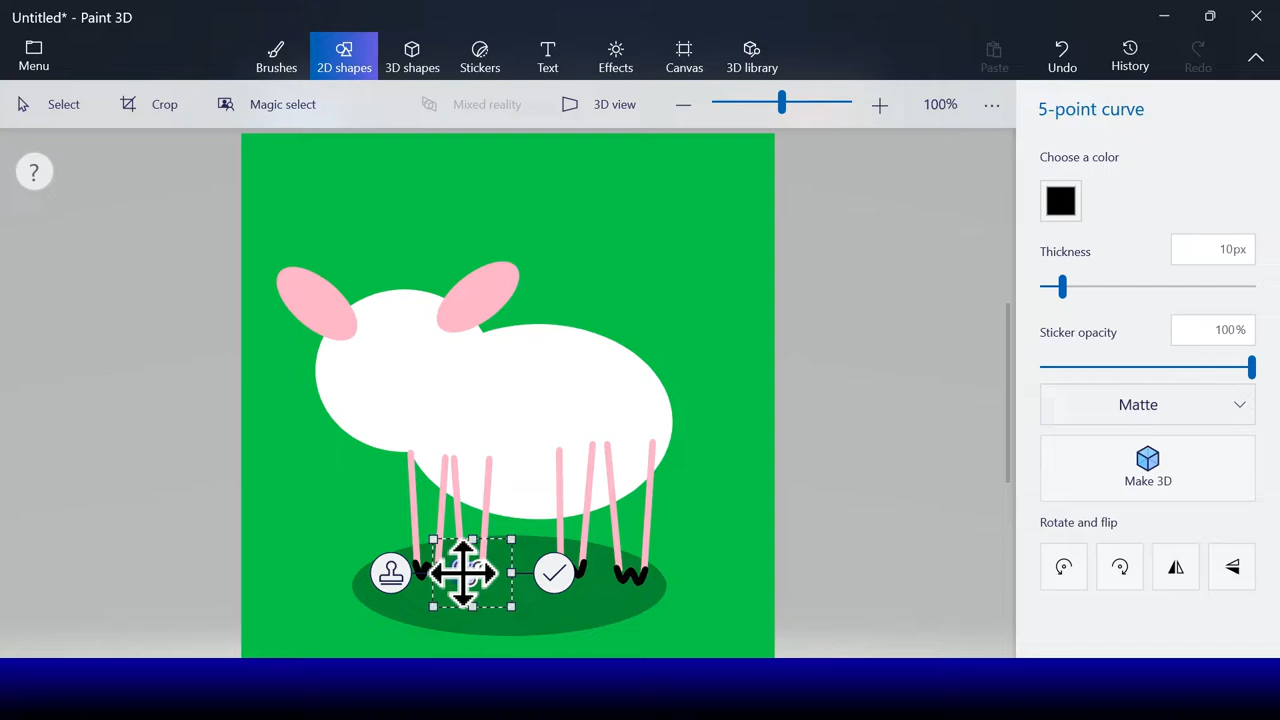 Untitled* - Paint 3D
Menu
Brushes
2D shapes
3D shapes
Stickers
Text
Effects
Canvas
3D library
Paste
Undo
History
Redo
Select
Crop
Magic select
Mixed reality
3D view
100%
5-point curve
?
Choose a color
Thickness
10px
Sticker opacity
100%
Matte
Make 3D
Rotate and flip